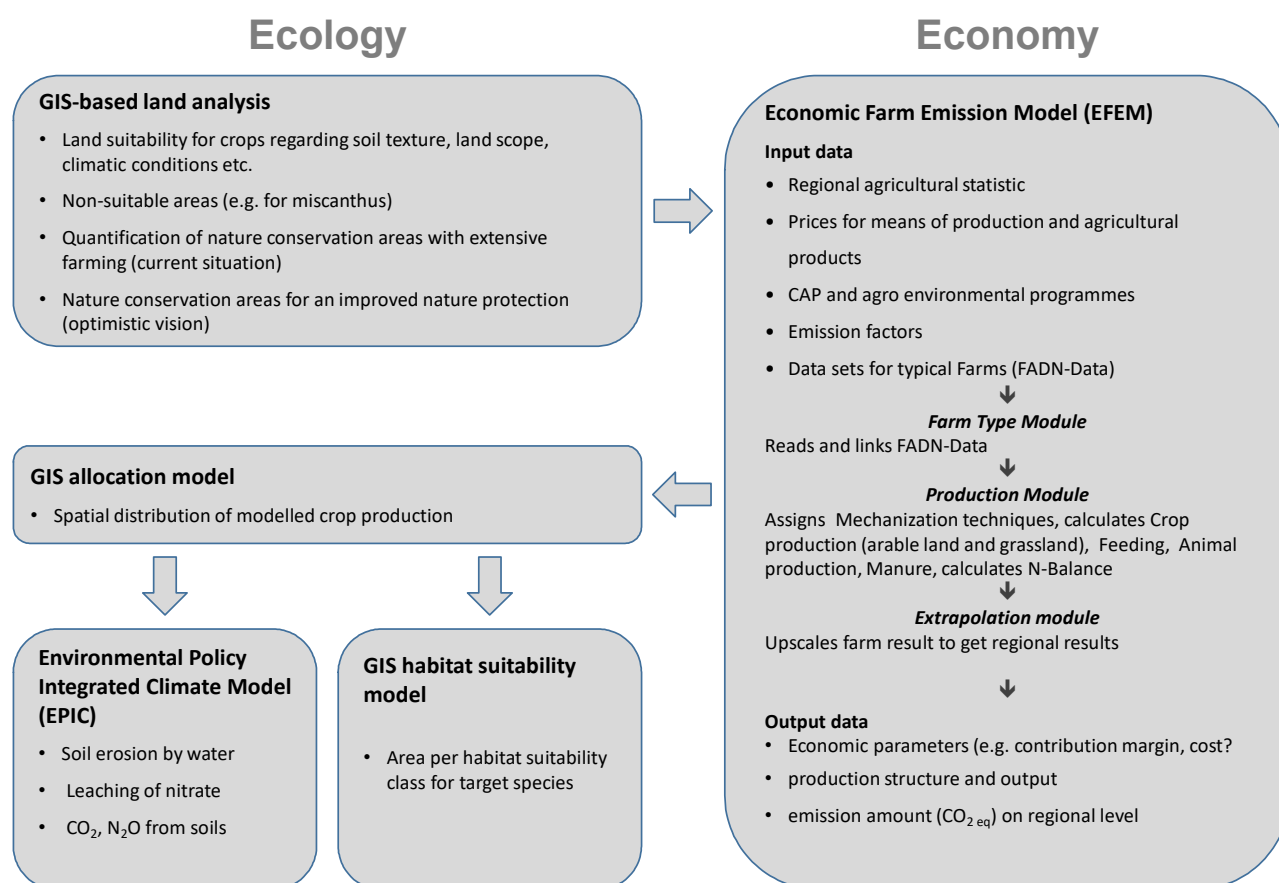 Ecology
Economy
GIS-based land analysis
• Land suitability for crops regarding soil texture, land scope,
climatic conditions etc.
• Non-suitable areas (e.g. for miscanthus)
• Quantification of nature conservation areas with extensive
farming (current situation)
• Nature conservation areas for an improved nature protection
(optimistic vision)
GIS allocation model
• Spatial distribution of modelled crop production
Environmental Policy
Integrated Climate Model
(EPIC)
• Soil erosion by water
• Leaching of nitrate
• CO₂, N₂O from soils
GIS habitat suitability
model
• Area per habitat suitability
class for target species
Economic Farm Emission Model (EFEM)
Input data
• Regional agricultural statistic
• Prices for means of production and agricultural
products
• CAP and agro environmental programmes
• Emission factors
• Data sets for typical Farms (FADN-Data)
Farm Type Module
Reads and links FADN-Data
Production Module
Assigns Mechanization techniques, calculates Crop
production (arable land and grassland), Feeding, Animal
production, Manure, calculates N-Balance
Extrapolation module
Upscales farm result to get regional results
Output data
• Economic parameters (e.g. contribution margin, cost?
• production structure and output
• emission amount (CO₂ eq) on regional level